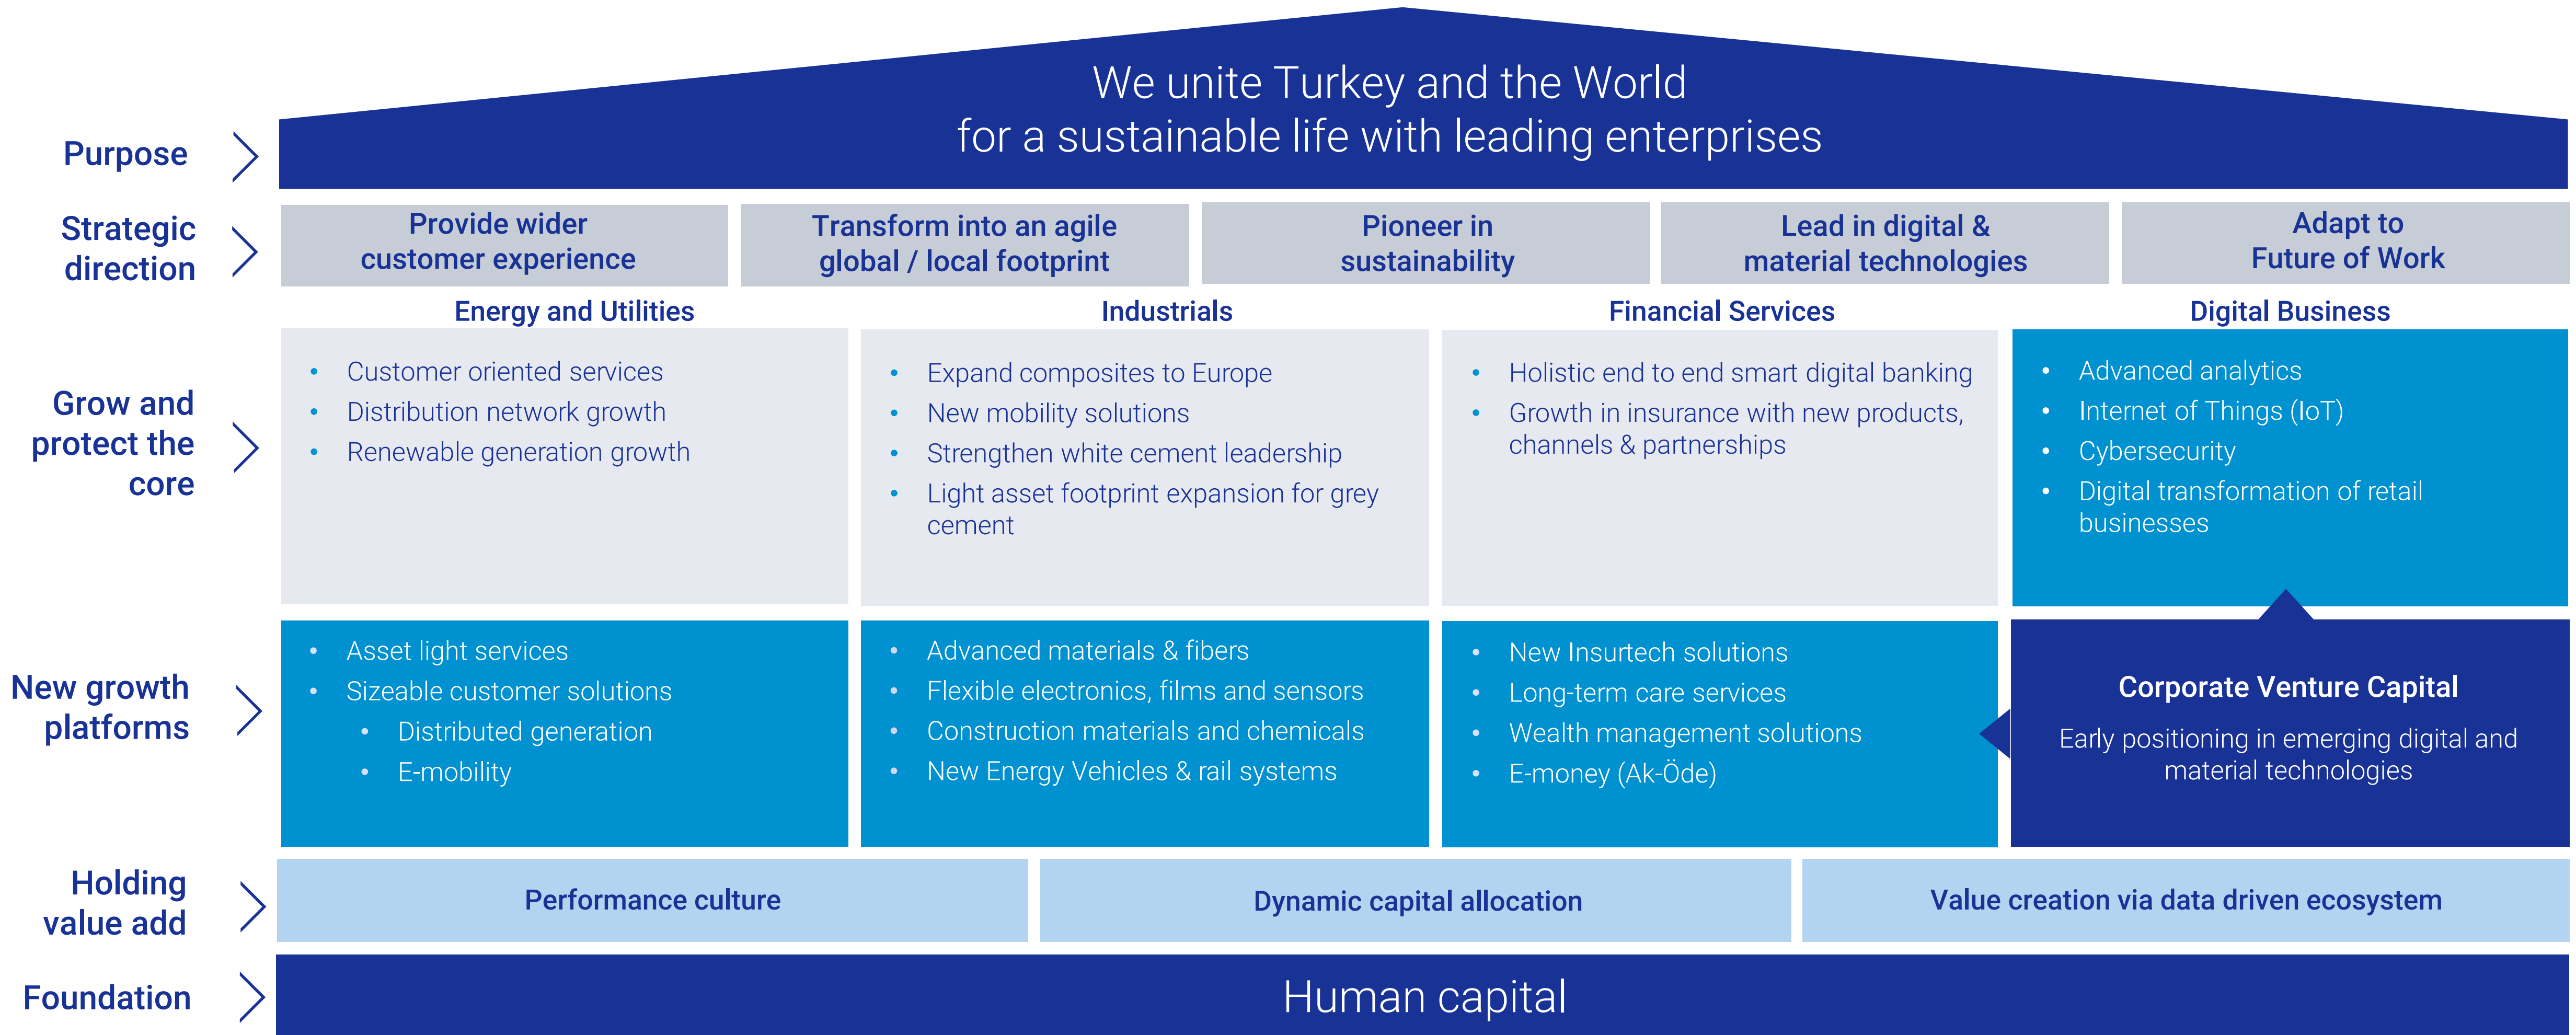 We unite Turkey and the World
for a sustainable life with leading enterprises
Purpose
Strategic
direction
Provide wider
customer experience
Transform into an agile
global / local footprint
Pioneer in
sustainability
Lead in digital &
material technologies
Adapt to
Future of Work
Energy and Utilities
Industrials
Financial Services
Digital Business
Grow and
protect the
core
• Customer oriented services
• Distribution network growth
• Renewable generation growth
• Expand composites to Europe
• New mobility solutions
• Strengthen white cement leadership
• Light asset footprint expansion for grey
cement
• Holistic end to end smart digital banking
• Growth in insurance with new products,
channels & partnerships
• Advanced analytics
• Internet of Things (IoT)
• Cybersecurity
• Digital transformation of retail
businesses
New growth
platforms
• Asset light services
• Sizeable customer solutions
• Distributed generation
• E-mobility
• Advanced materials & fibers
• Flexible electronics, films and sensors
• Construction materials and chemicals
• New Energy Vehicles & rail systems
• New Insurtech solutions
• Long-term care services
• Wealth management solutions
• E-money (Ak-Öde)
Corporate Venture Capital
Early positioning in emerging digital and
material technologies
Holding
value add
Performance culture
Dynamic capital allocation
Value creation via data driven ecosystem
Foundation
Human capital